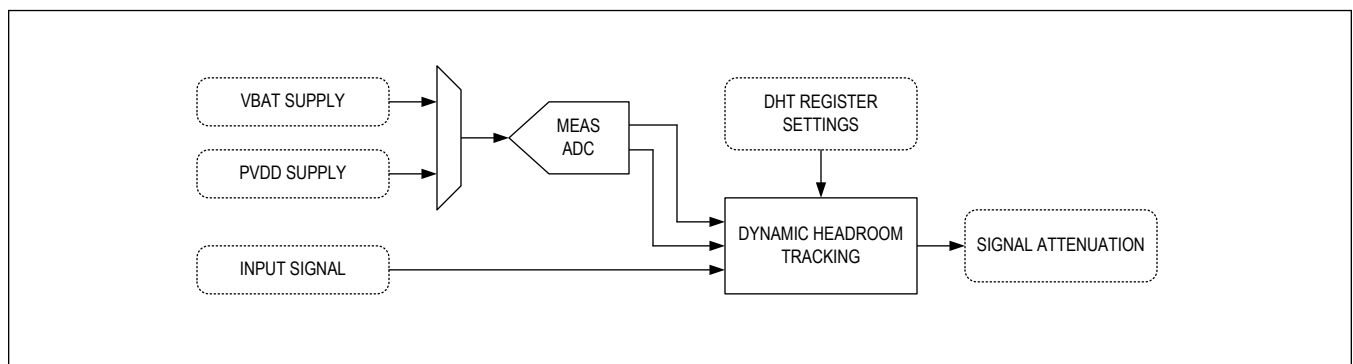 VBAT SUPPLY
PVDD SUPPLY
INPUT SIGNAL
MEAS
ADC
DHT REGISTER
SETTINGS
DYNAMIC HEADROOM
TRACKING
SIGNAL ATTENUATION